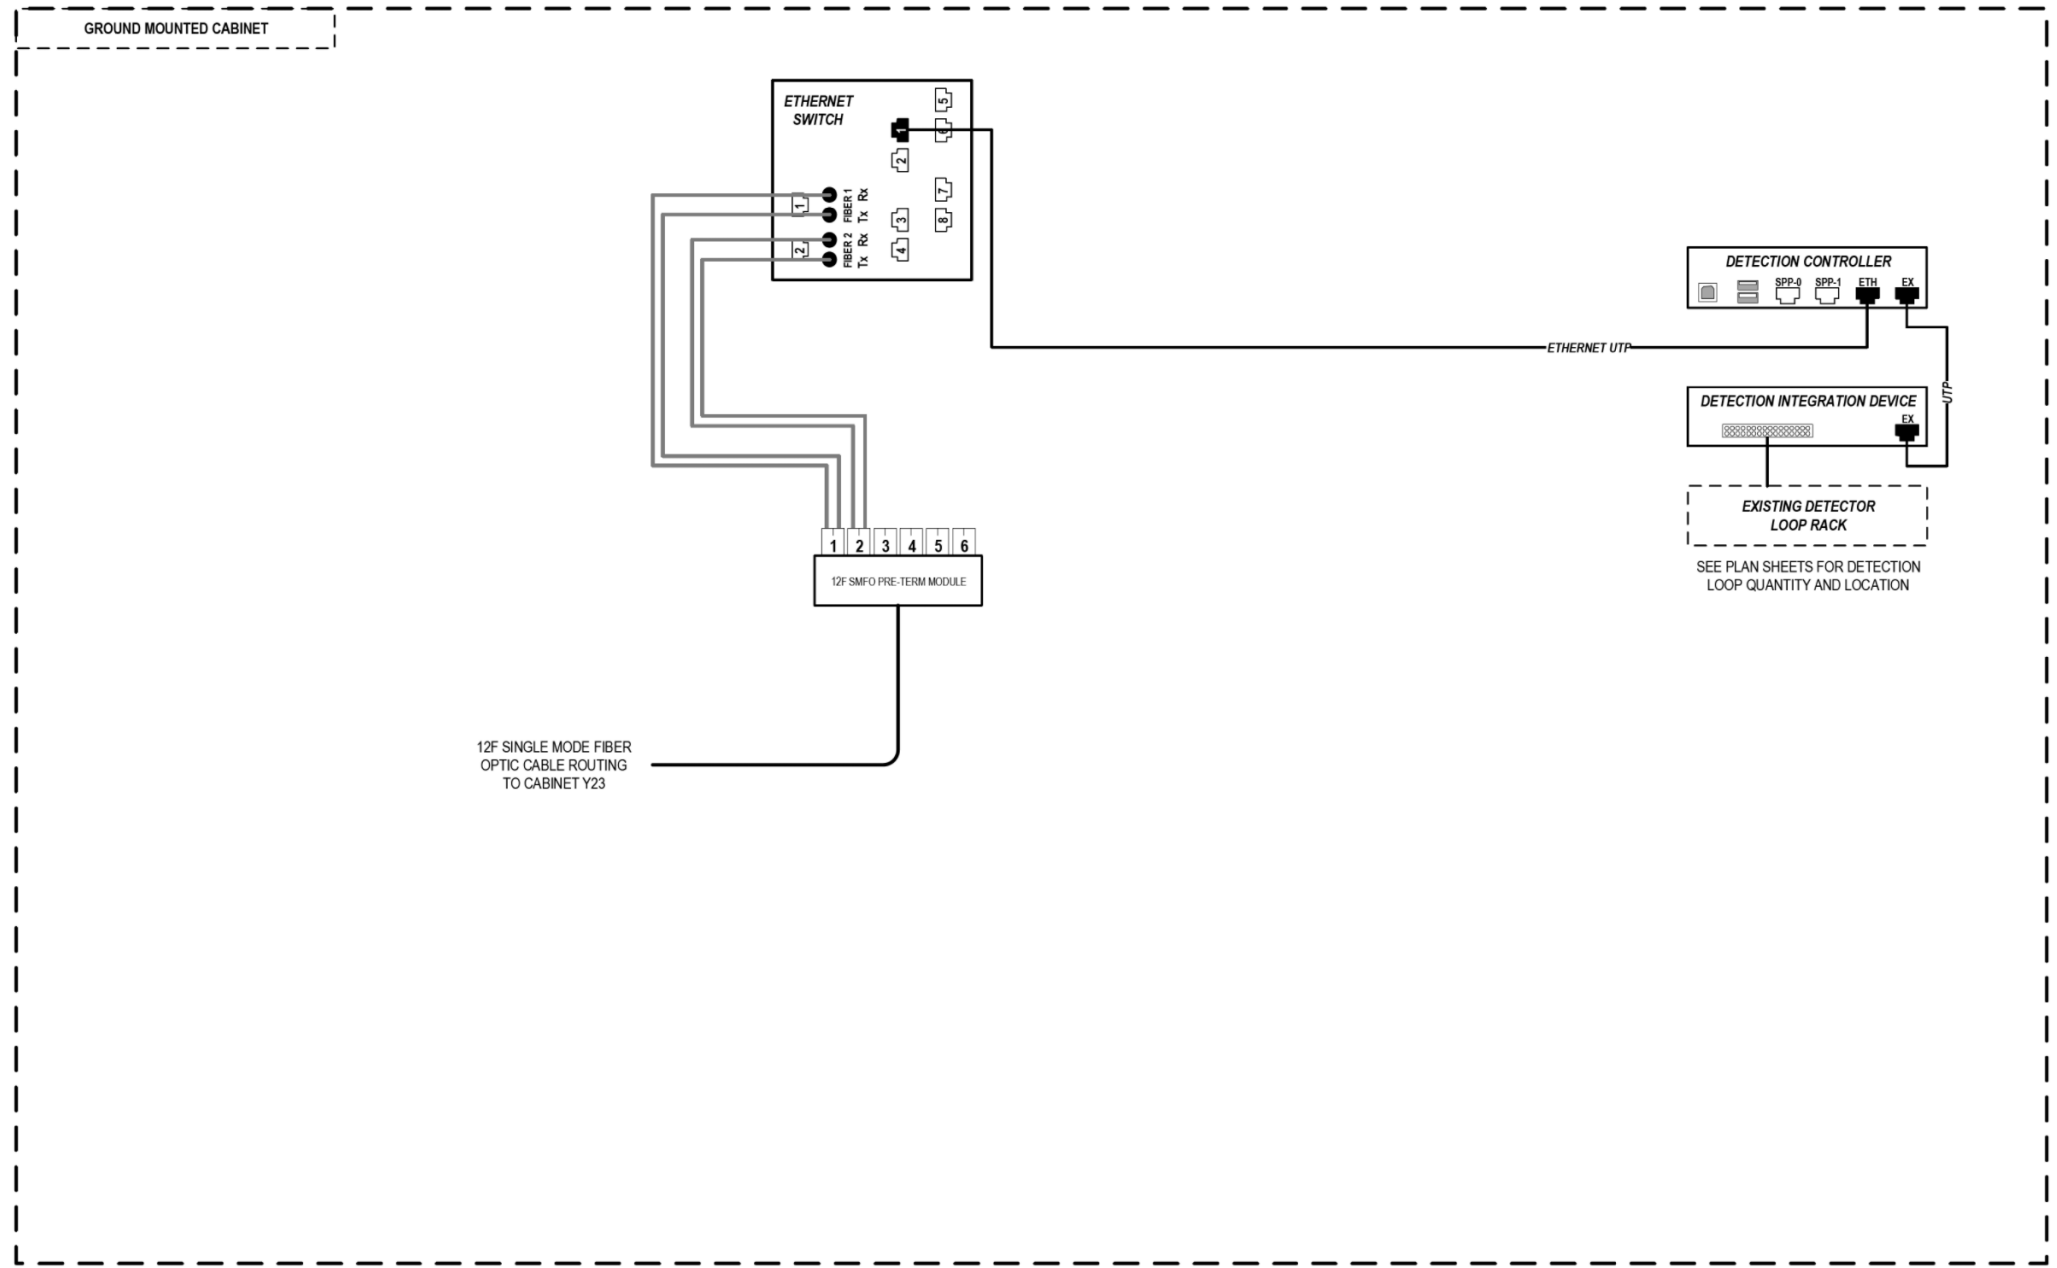 GROUND MOUNTED CABINET
ETHERNET
SWITCH
5
1
6
2
7
3
8
4
1
FIBER 1
Rx
Tx
2
FIBER 2
Rx
Tx
DETECTION CONTROLLER
SPP-0 SPP-1 ETH EX
ETHERNET UTP
UTP
DETECTION INTEGRATION DEVICE
EX
EXISTING DETECTOR
LOOP RACK
SEE PLAN SHEETS FOR DETECTION
LOOP QUANTITY AND LOCATION
1 2 3 4 5 6
12F SMFO PRE-TERM MODULE
12F SINGLE MODE FIBER
OPTIC CABLE ROUTING
TO CABINET Y23